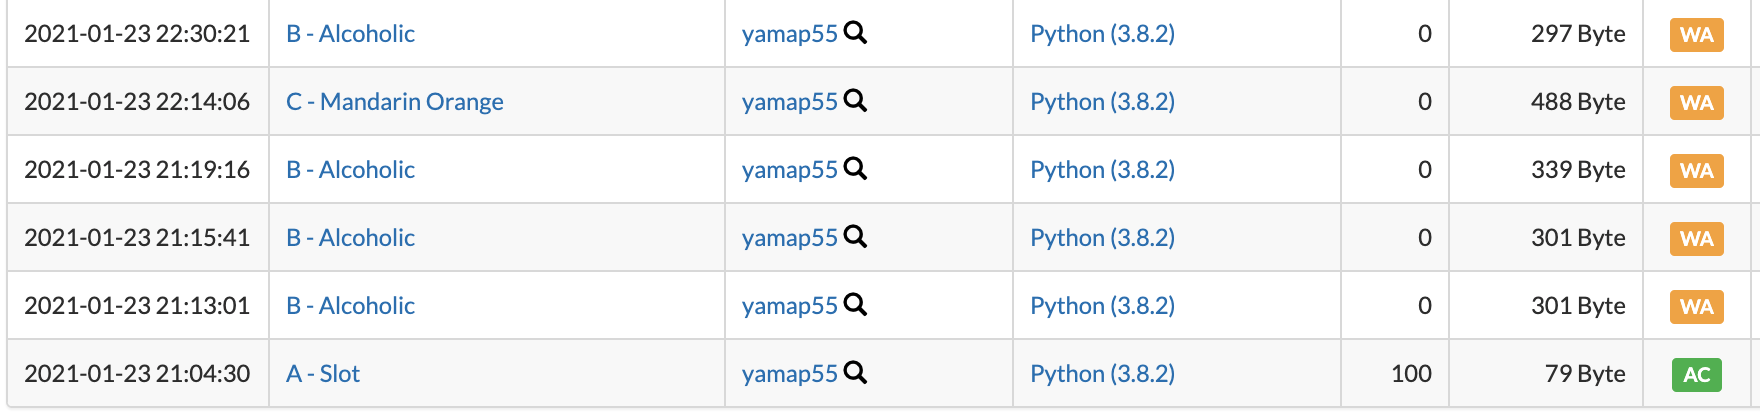 2021-01-23 22:30:21 B - Alcoholic yamap55 Python (3.8.2) 0 297 Byte WA
2021-01-23 22:14:06 C - Mandarin Orange yamap55 Python (3.8.2) 0 488 Byte WA
2021-01-23 21:19:16 B - Alcoholic yamap55 Python (3.8.2) 0 339 Byte WA
2021-01-23 21:15:41 B - Alcoholic yamap55 Python (3.8.2) 0 301 Byte WA
2021-01-23 21:13:01 B - Alcoholic yamap55 Python (3.8.2) 0 301 Byte WA
2021-01-23 21:04:30 A - Slot yamap55 Python (3.8.2) 100 79 Byte AC